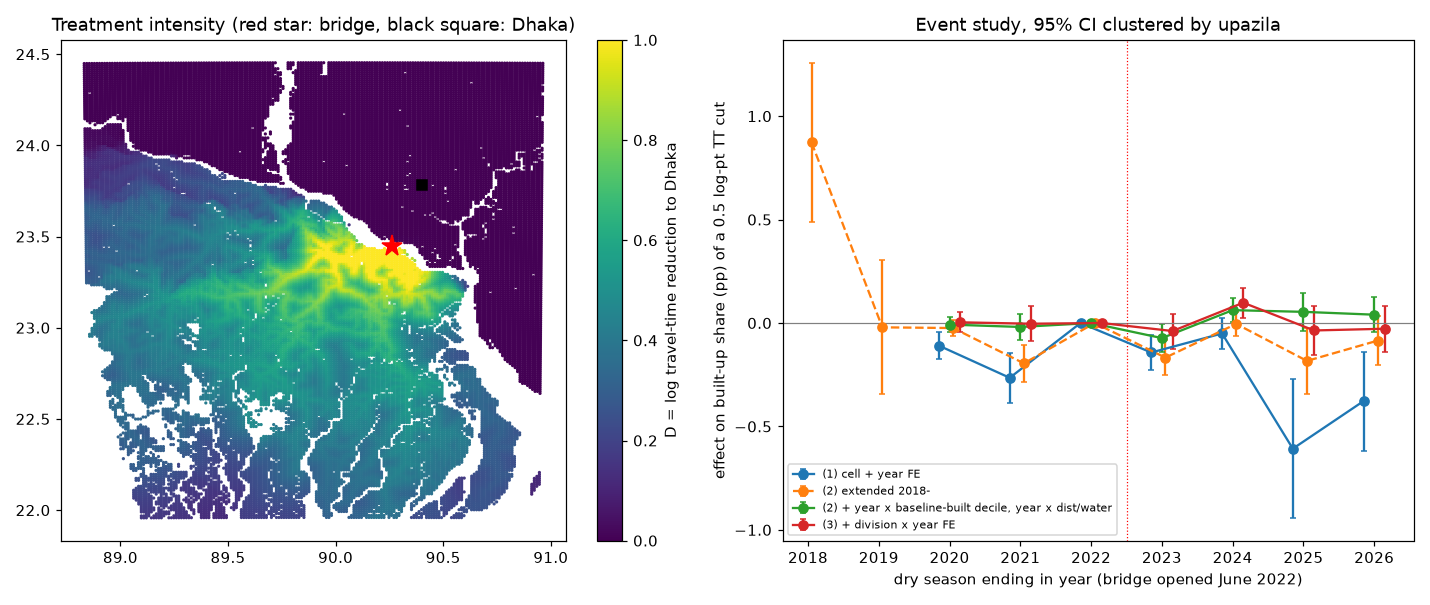 Treatment intensity (red star: bridge, black square: Dhaka)
24.5
24.0
23.5
23.0
22.5
22.0
89.0 89.5 90.0 90.5 91.0
1.0
0.8
0.6
0.4
0.2
0.0
D = log travel-time reduction to Dhaka
Event study, 95% CI clustered by upazila
effect on built-up share (pp) of a 0.5 log-pt TT cut
1.0
0.5
0.0
−0.5
−1.0
(1) cell + year FE
(2) extended 2018-
(2) + year x baseline-built decile, year x dist/water
(3) + division x year FE
2018 2019 2020 2021 2022 2023 2024 2025 2026
dry season ending in year (bridge opened June 2022)